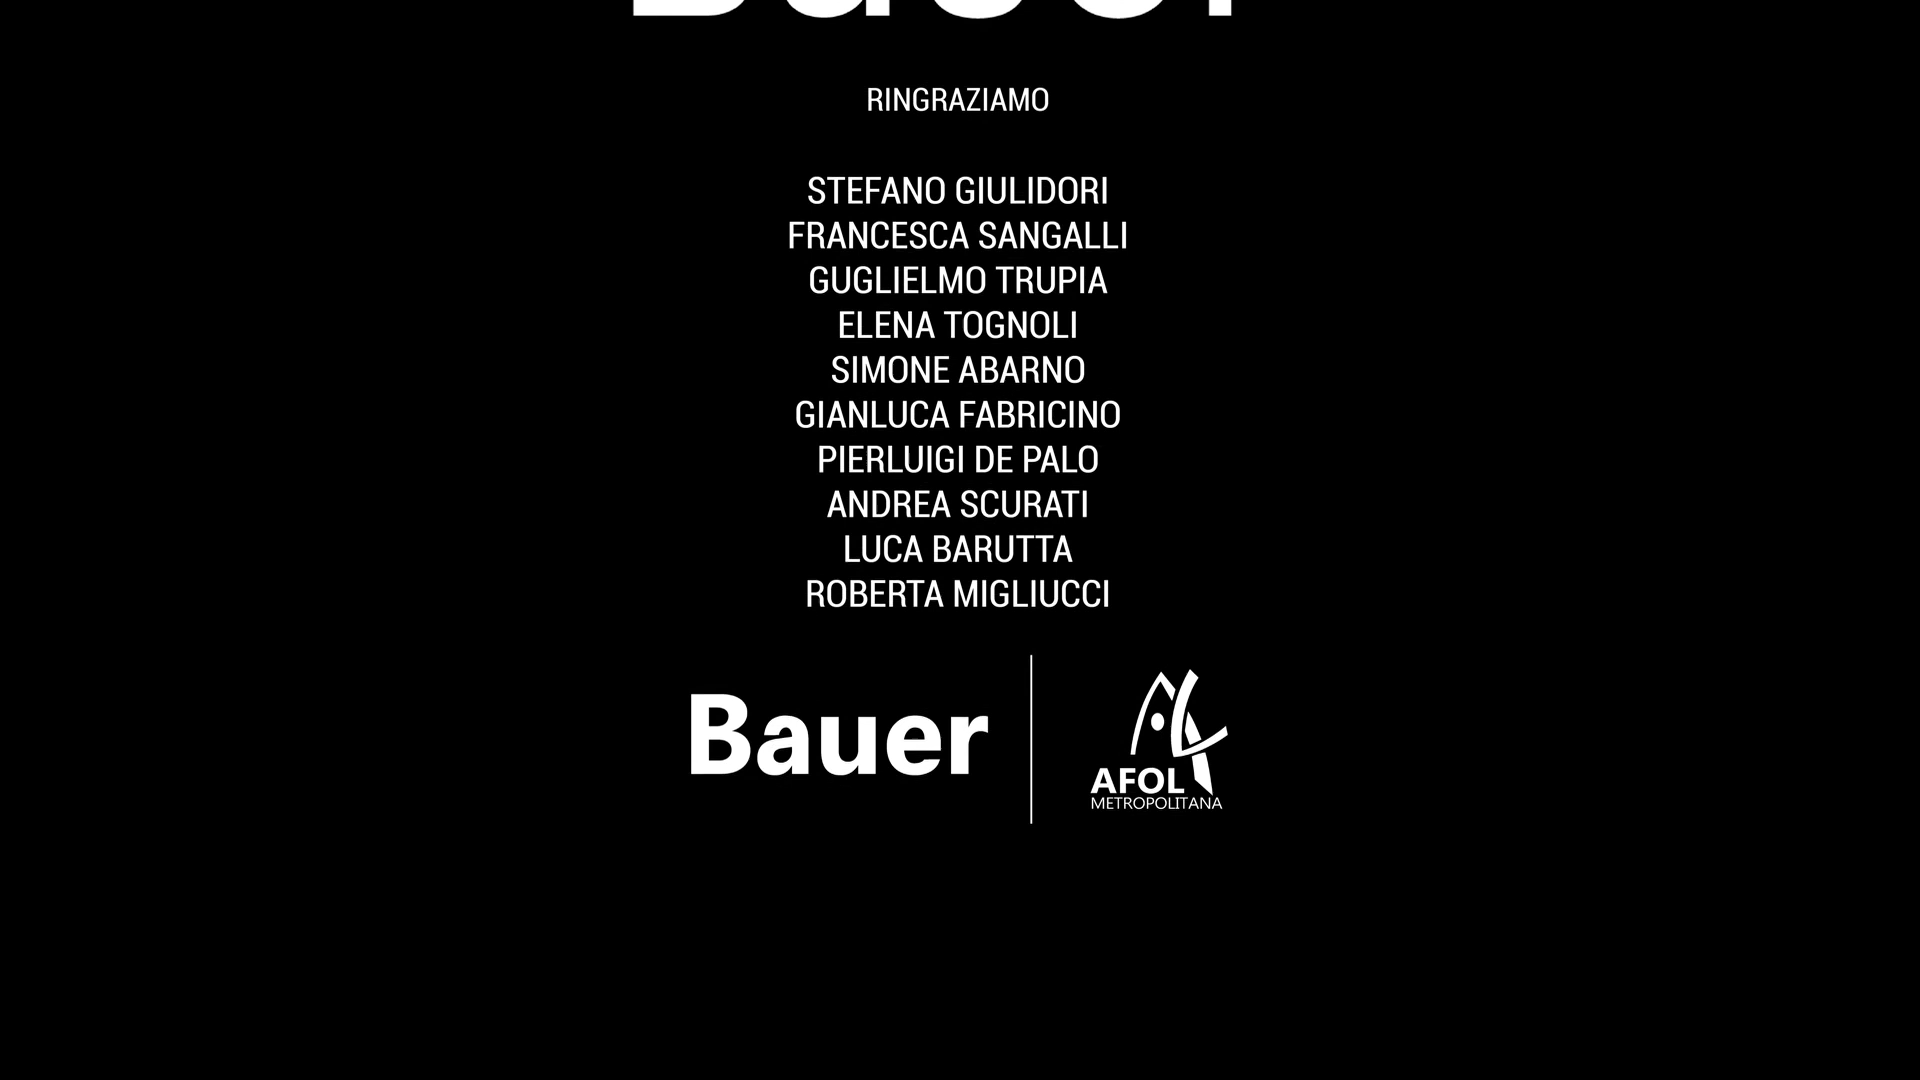 Bauer
RINGRAZIAMO
STEFANO GIULIDORI
FRANCESCA SANGALLI
GUGLIELMO TRUPIA
ELENA TOGNOLI
SIMONE ABARNO
GIANLUCA FABRICINO
PIERLUIGI DE PALO
ANDREA SCURATI
LUCA BARUTTA
ROBERTA MIGLIUCCI
Bauer
AFOL
METROPOLITANA